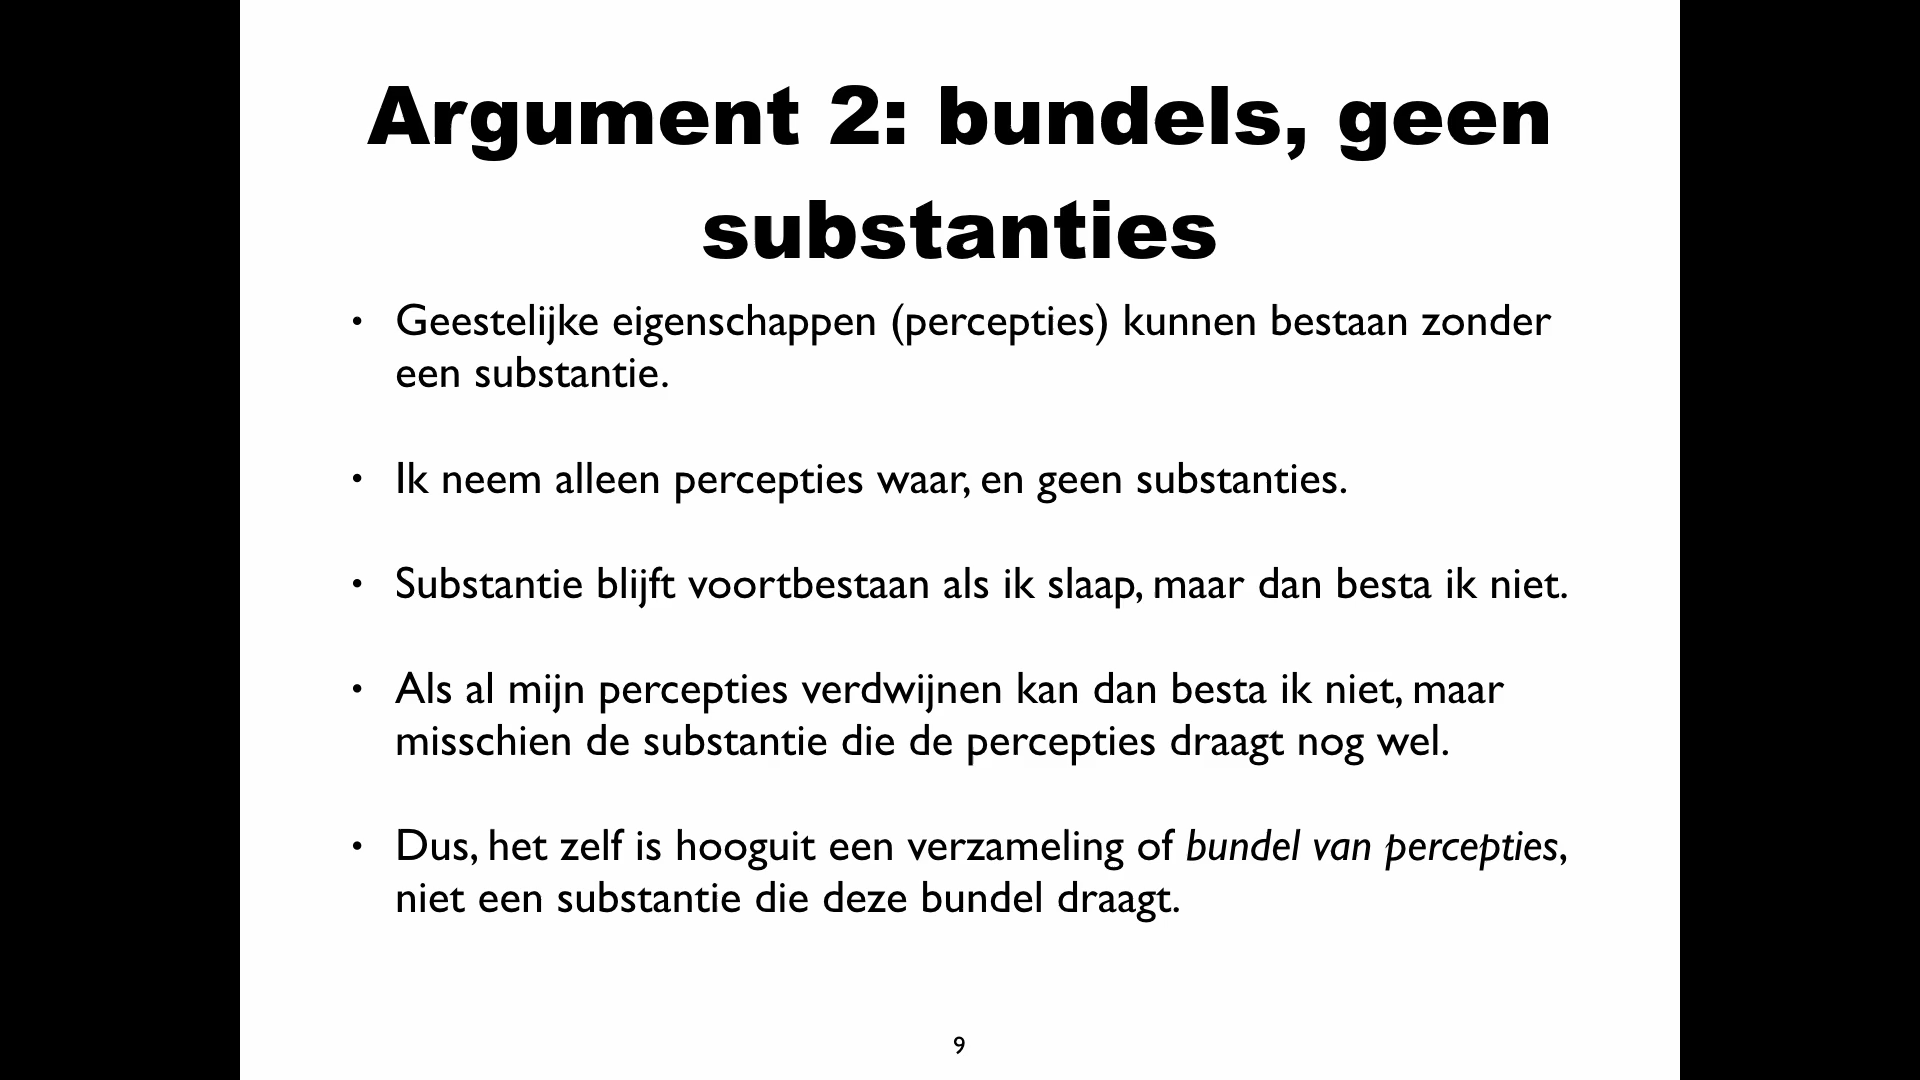 Argument 2: bundels, geen
substanties
• Geestelijke eigenschappen (percepties) kunnen bestaan zonder
een substantie.
• Ik neem alleen percepties waar, en geen substanties.
• Substantie blijft voortbestaan als ik slaap, maar dan besta ik niet.
• Als al mijn percepties verdwijnen kan dan besta ik niet, maar
misschien de substantie die de percepties draagt nog wel.
• Dus, het zelf is hooguit een verzameling of bundel van percepties,
niet een substantie die deze bundel draagt.
9